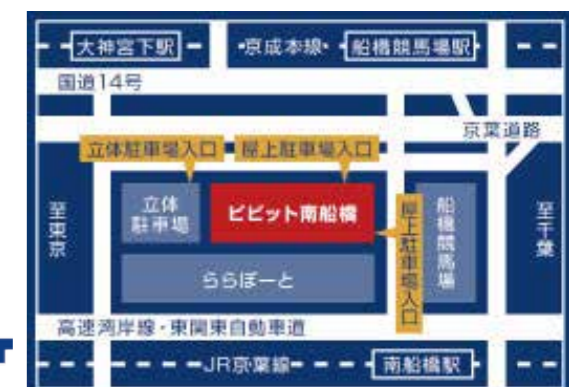 大神宮下駅
京成本線
船橋競馬場駅
国道14号
京葉道路
立体駐車場入口
屋上駐車場入口
至東京
立体
駐車場
ビビット南船橋
屋上駐車場入口
船橋競馬場
至千葉
ららぽーと
高速湾岸線・東関東自動車道
JR京葉線
南船橋駅